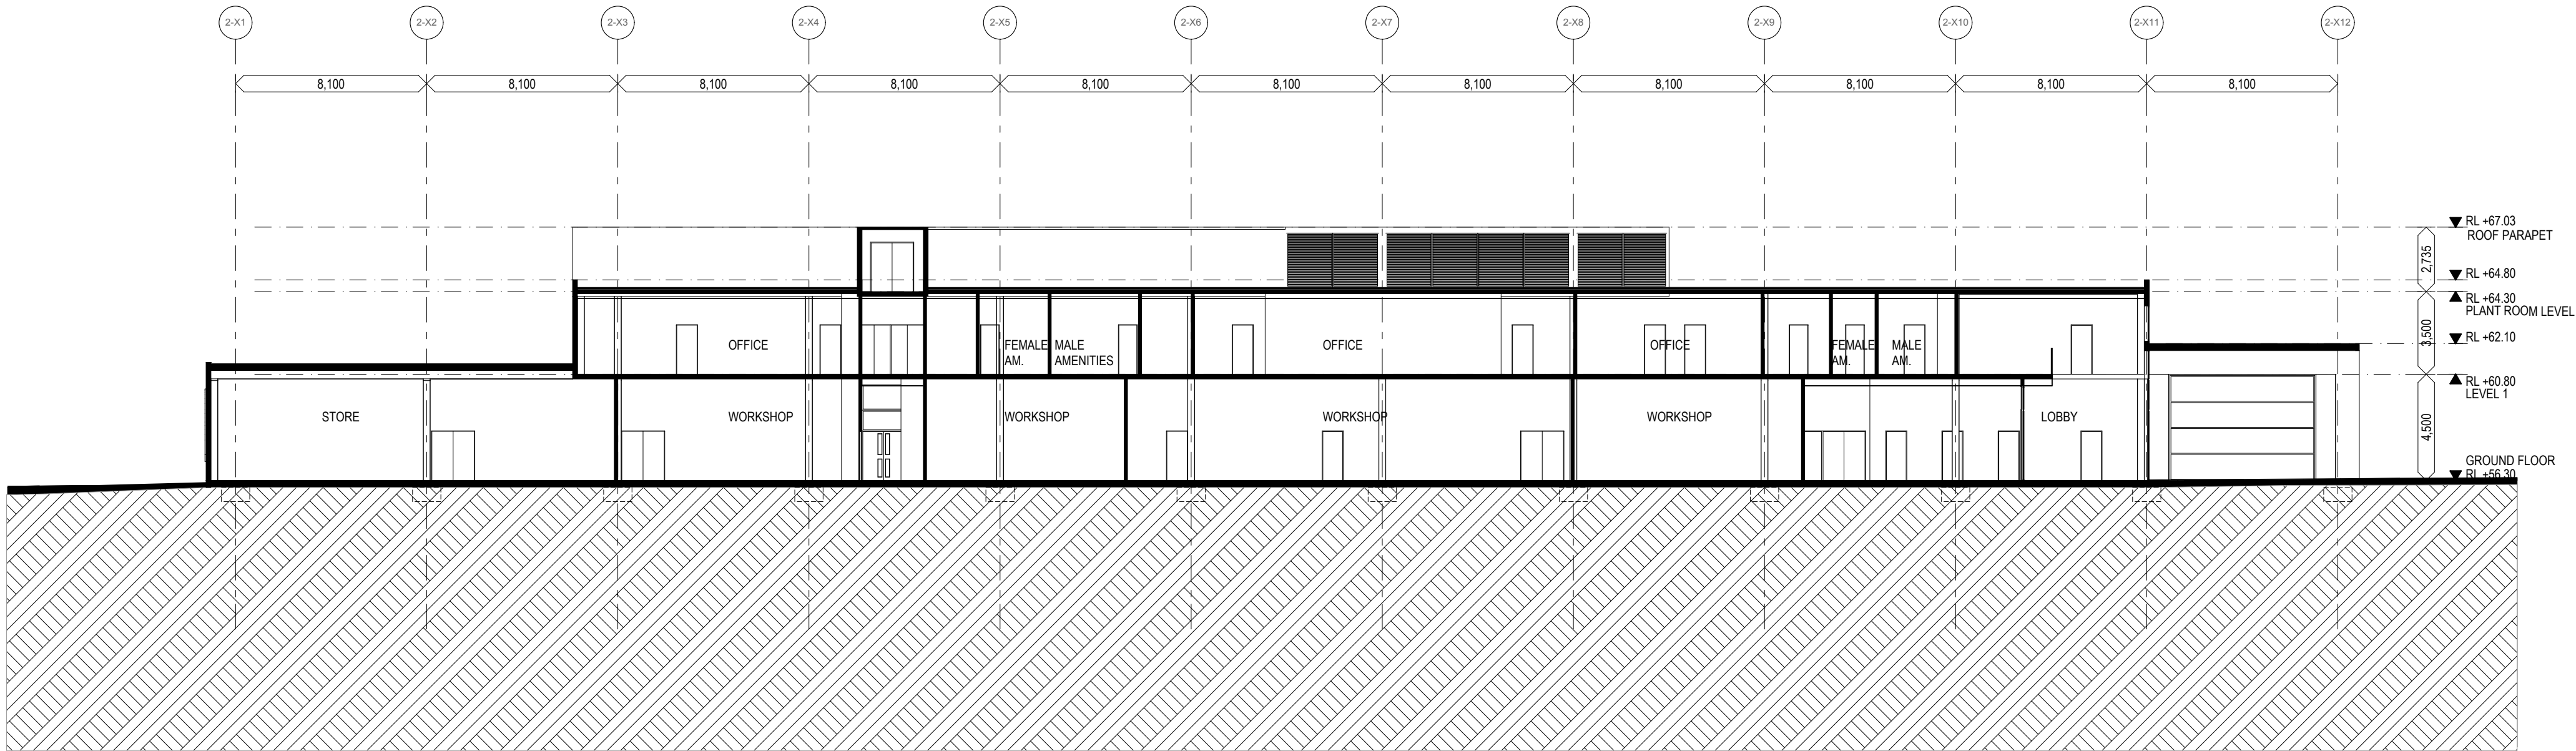 2-X1 2-X2 2-X3 2-X4 2-X5 2-X6 2-X7 2-X8 2-X9 2-X10 2-X11 2-X12
8,100 8,100 8,100 8,100 8,100 8,100 8,100 8,100 8,100 8,100 8,100
RL +67.03
ROOF PARAPET
2,735
RL +64.80
RL +64.30
PLANT ROOM LEVEL
3,500
RL +62.10
OFFICE
FEMALE
AM.
MALE
AMENITIES
OFFICE
OFFICE
FEMALE
AM.
MALE
AM.
RL +60.80
LEVEL 1
4,500
STORE
WORKSHOP
WORKSHOP
WORKSHOP
WORKSHOP
LOBBY
GROUND FLOOR
RL +56.30